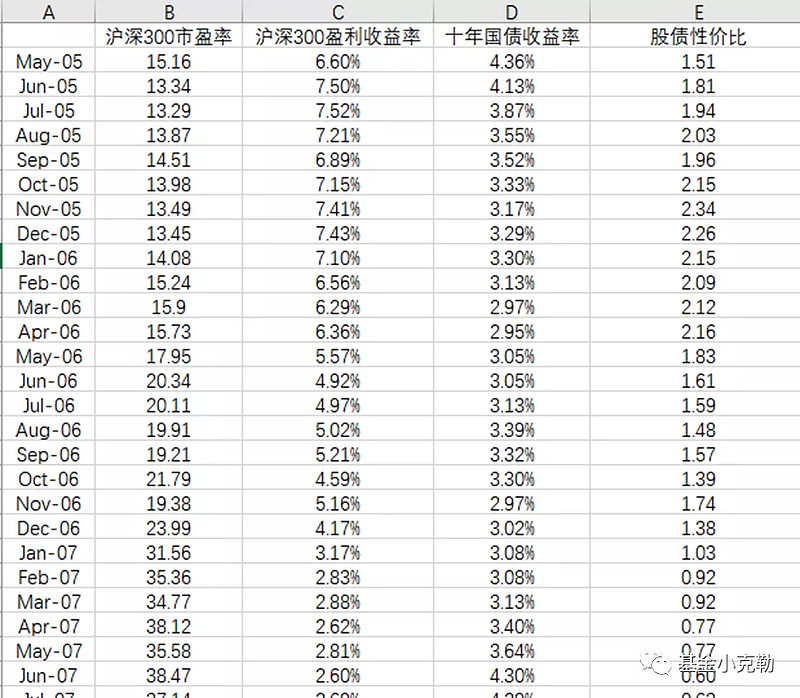 A B C D E
沪深300市盈率 沪深300盈利收益率 十年国债收益率 股债性价比
May-05 15.16 6.60% 4.36% 1.51
Jun-05 13.34 7.50% 4.13% 1.81
Jul-05 13.29 7.52% 3.87% 1.94
Aug-05 13.87 7.21% 3.55% 2.03
Sep-05 14.51 6.89% 3.52% 1.96
Oct-05 13.98 7.15% 3.33% 2.15
Nov-05 13.49 7.41% 3.17% 2.34
Dec-05 13.45 7.43% 3.29% 2.26
Jan-06 14.08 7.10% 3.30% 2.15
Feb-06 15.24 6.56% 3.13% 2.09
Mar-06 15.9 6.29% 2.97% 2.12
Apr-06 15.73 6.36% 2.95% 2.16
May-06 17.95 5.57% 3.05% 1.83
Jun-06 20.34 4.92% 3.05% 1.61
Jul-06 20.11 4.97% 3.13% 1.59
Aug-06 19.91 5.02% 3.39% 1.48
Sep-06 19.21 5.21% 3.32% 1.57
Oct-06 21.79 4.59% 3.30% 1.39
Nov-06 19.38 5.16% 2.97% 1.74
Dec-06 23.99 4.17% 3.02% 1.38
Jan-07 31.56 3.17% 3.08% 1.03
Feb-07 35.36 2.83% 3.08% 0.92
Mar-07 34.77 2.88% 3.13% 0.92
Apr-07 38.12 2.62% 3.40% 0.77
May-07 35.58 2.81% 3.64% 0.77
Jun-07 38.47 2.60% 4.30% 0.60
基金小克勒